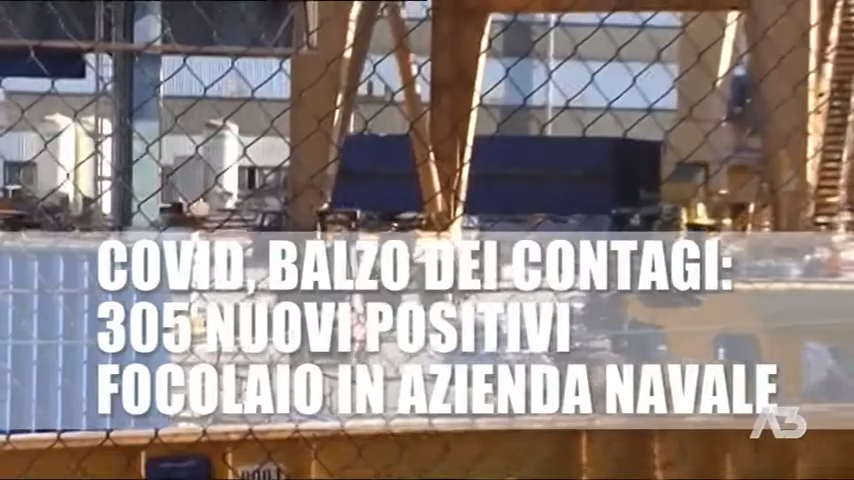 COVID, BALZO DEI CONTAGI:
305 NUOVI POSITIVI
FOCOLAIO IN AZIENDA NAVALE
A3